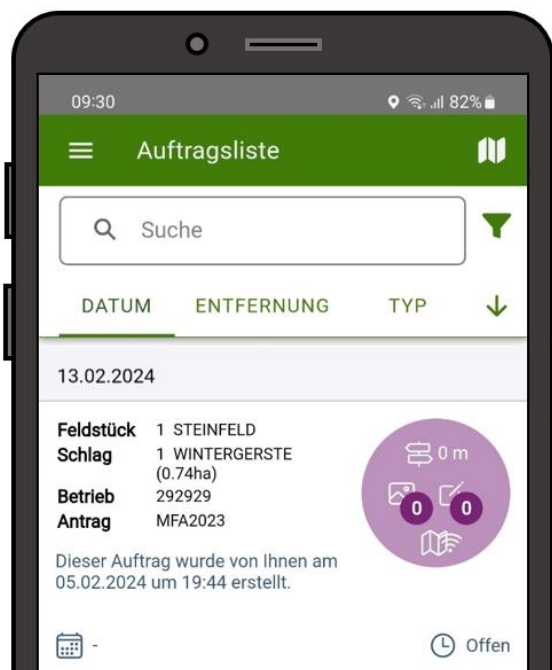 09:30 82%
Auftragsliste
Suche
DATUM ENTFERNUNG TYP
13.02.2024
Feldstück 1 STEINFELD
Schlag 1 WINTERGERSTE
(0.74ha)
Betrieb 292929
Antrag MFA2023
0 m
0 0
Dieser Auftrag wurde von Ihnen am
05.02.2024 um 19:44 erstellt.
- Offen